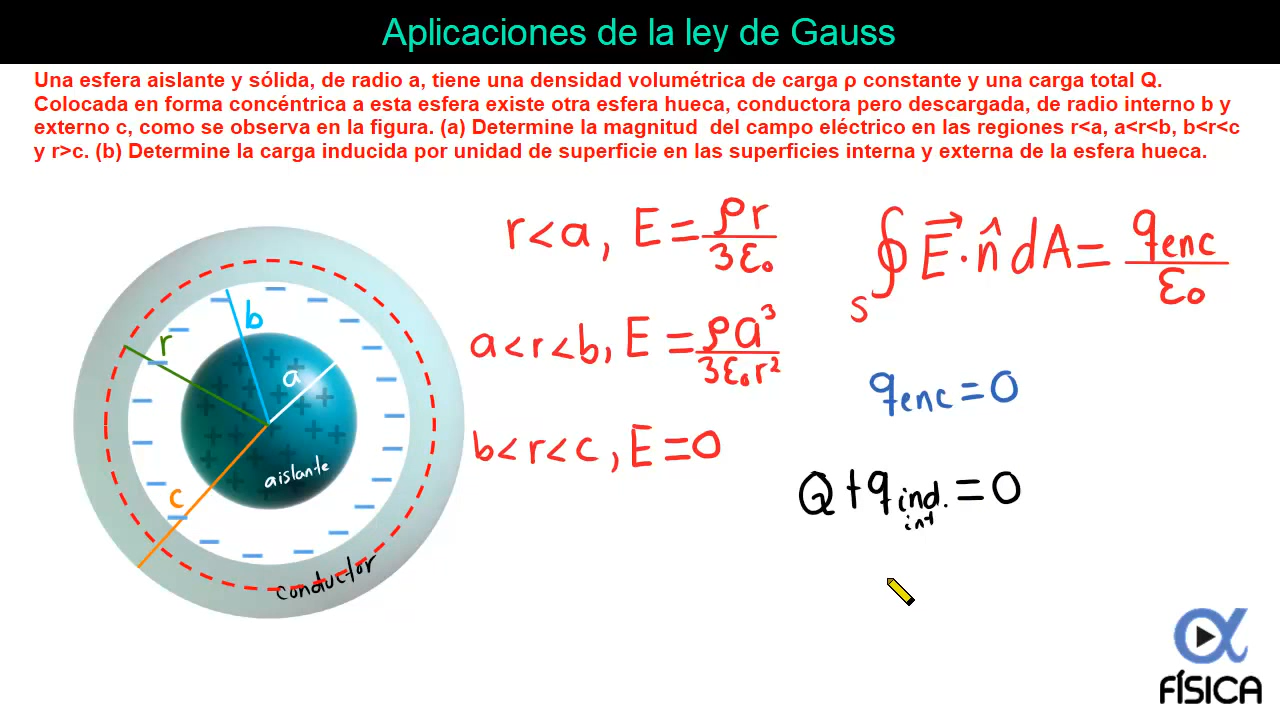 Aplicaciones de la ley de Gauss
Una esfera aislante y sólida, de radio a, tiene una densidad volumétrica de carga ρ constante y una carga total Q.
Colocada en forma concéntrica a esta esfera existe otra esfera hueca, conductora pero descargada, de radio interno b y
externo c, como se observa en la figura. (a) Determine la magnitud  del campo eléctrico en las regiones r<a, a<r<b, b<r<c
y r>c. (b) Determine la carga inducida por unidad de superficie en las superficies interna y externa de la esfera hueca.
r<a, E = ρr/3ε₀
∮ₛ E⃗·n̂ dA = q_enc/ε₀
a<r<b, E = ρa³/3ε₀r²
q_enc = 0
b<r<c, E = 0
Q + q_ind. int = 0
b
r
a
aislante
c
conductor
FÍSICA